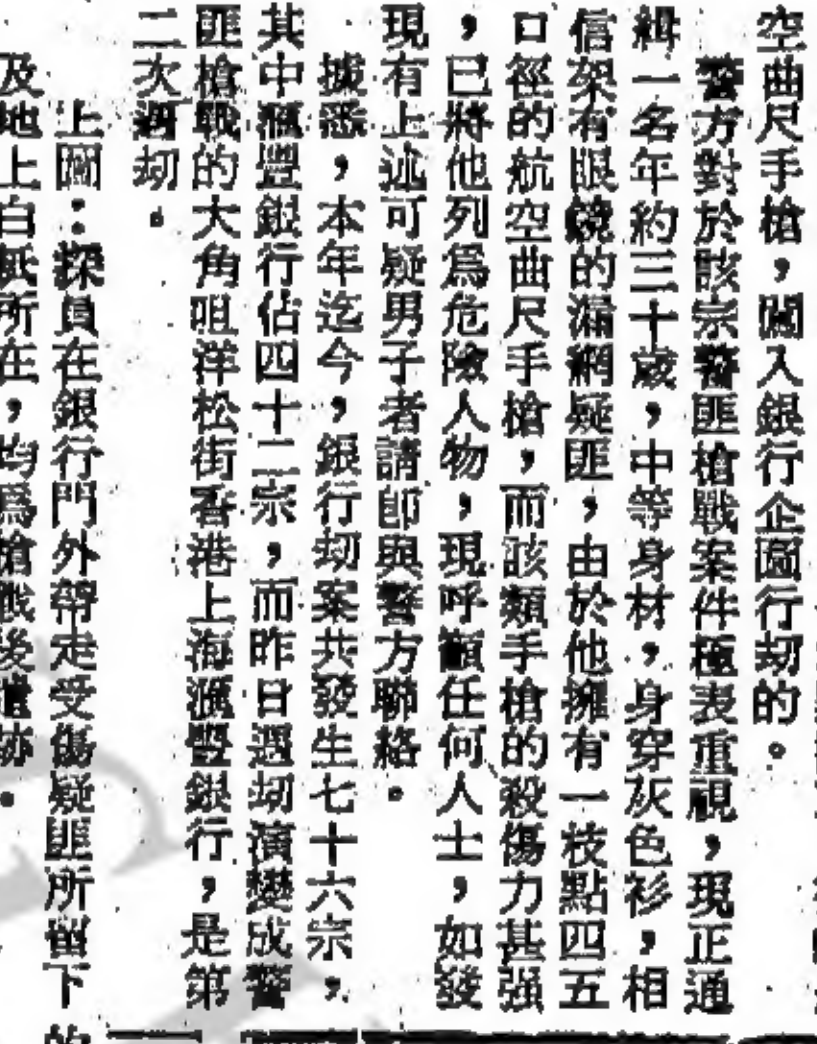 空曲尺手槍，闖入銀行企圖行刧的。
警方對於該宗警匪槍戰案件極表重視，現正通
緝一名年約三十歲，中等身材，身穿灰色衫，相
信架有眼鏡的漏網疑匪，由於他擁有一枝點四五
口徑的航空曲尺手槍，而該類手槍的殺傷力甚強
，已將他列爲危險人物，現呼籲任何人士，如發
現有上述可疑男子者請卽與警方聯絡。
據悉，本年迄今，銀行刧案共發生七十六宗，
其中滙豐銀行佔四十二宗，而昨日遇刧演變成警
匪槍戰的大角咀洋松街香港上海滙豐銀行，是第
二次遇刧。
上圖：探員在銀行門外帶走受傷疑匪所留下的
及地上白紙所在，均爲槍戰後遺跡。